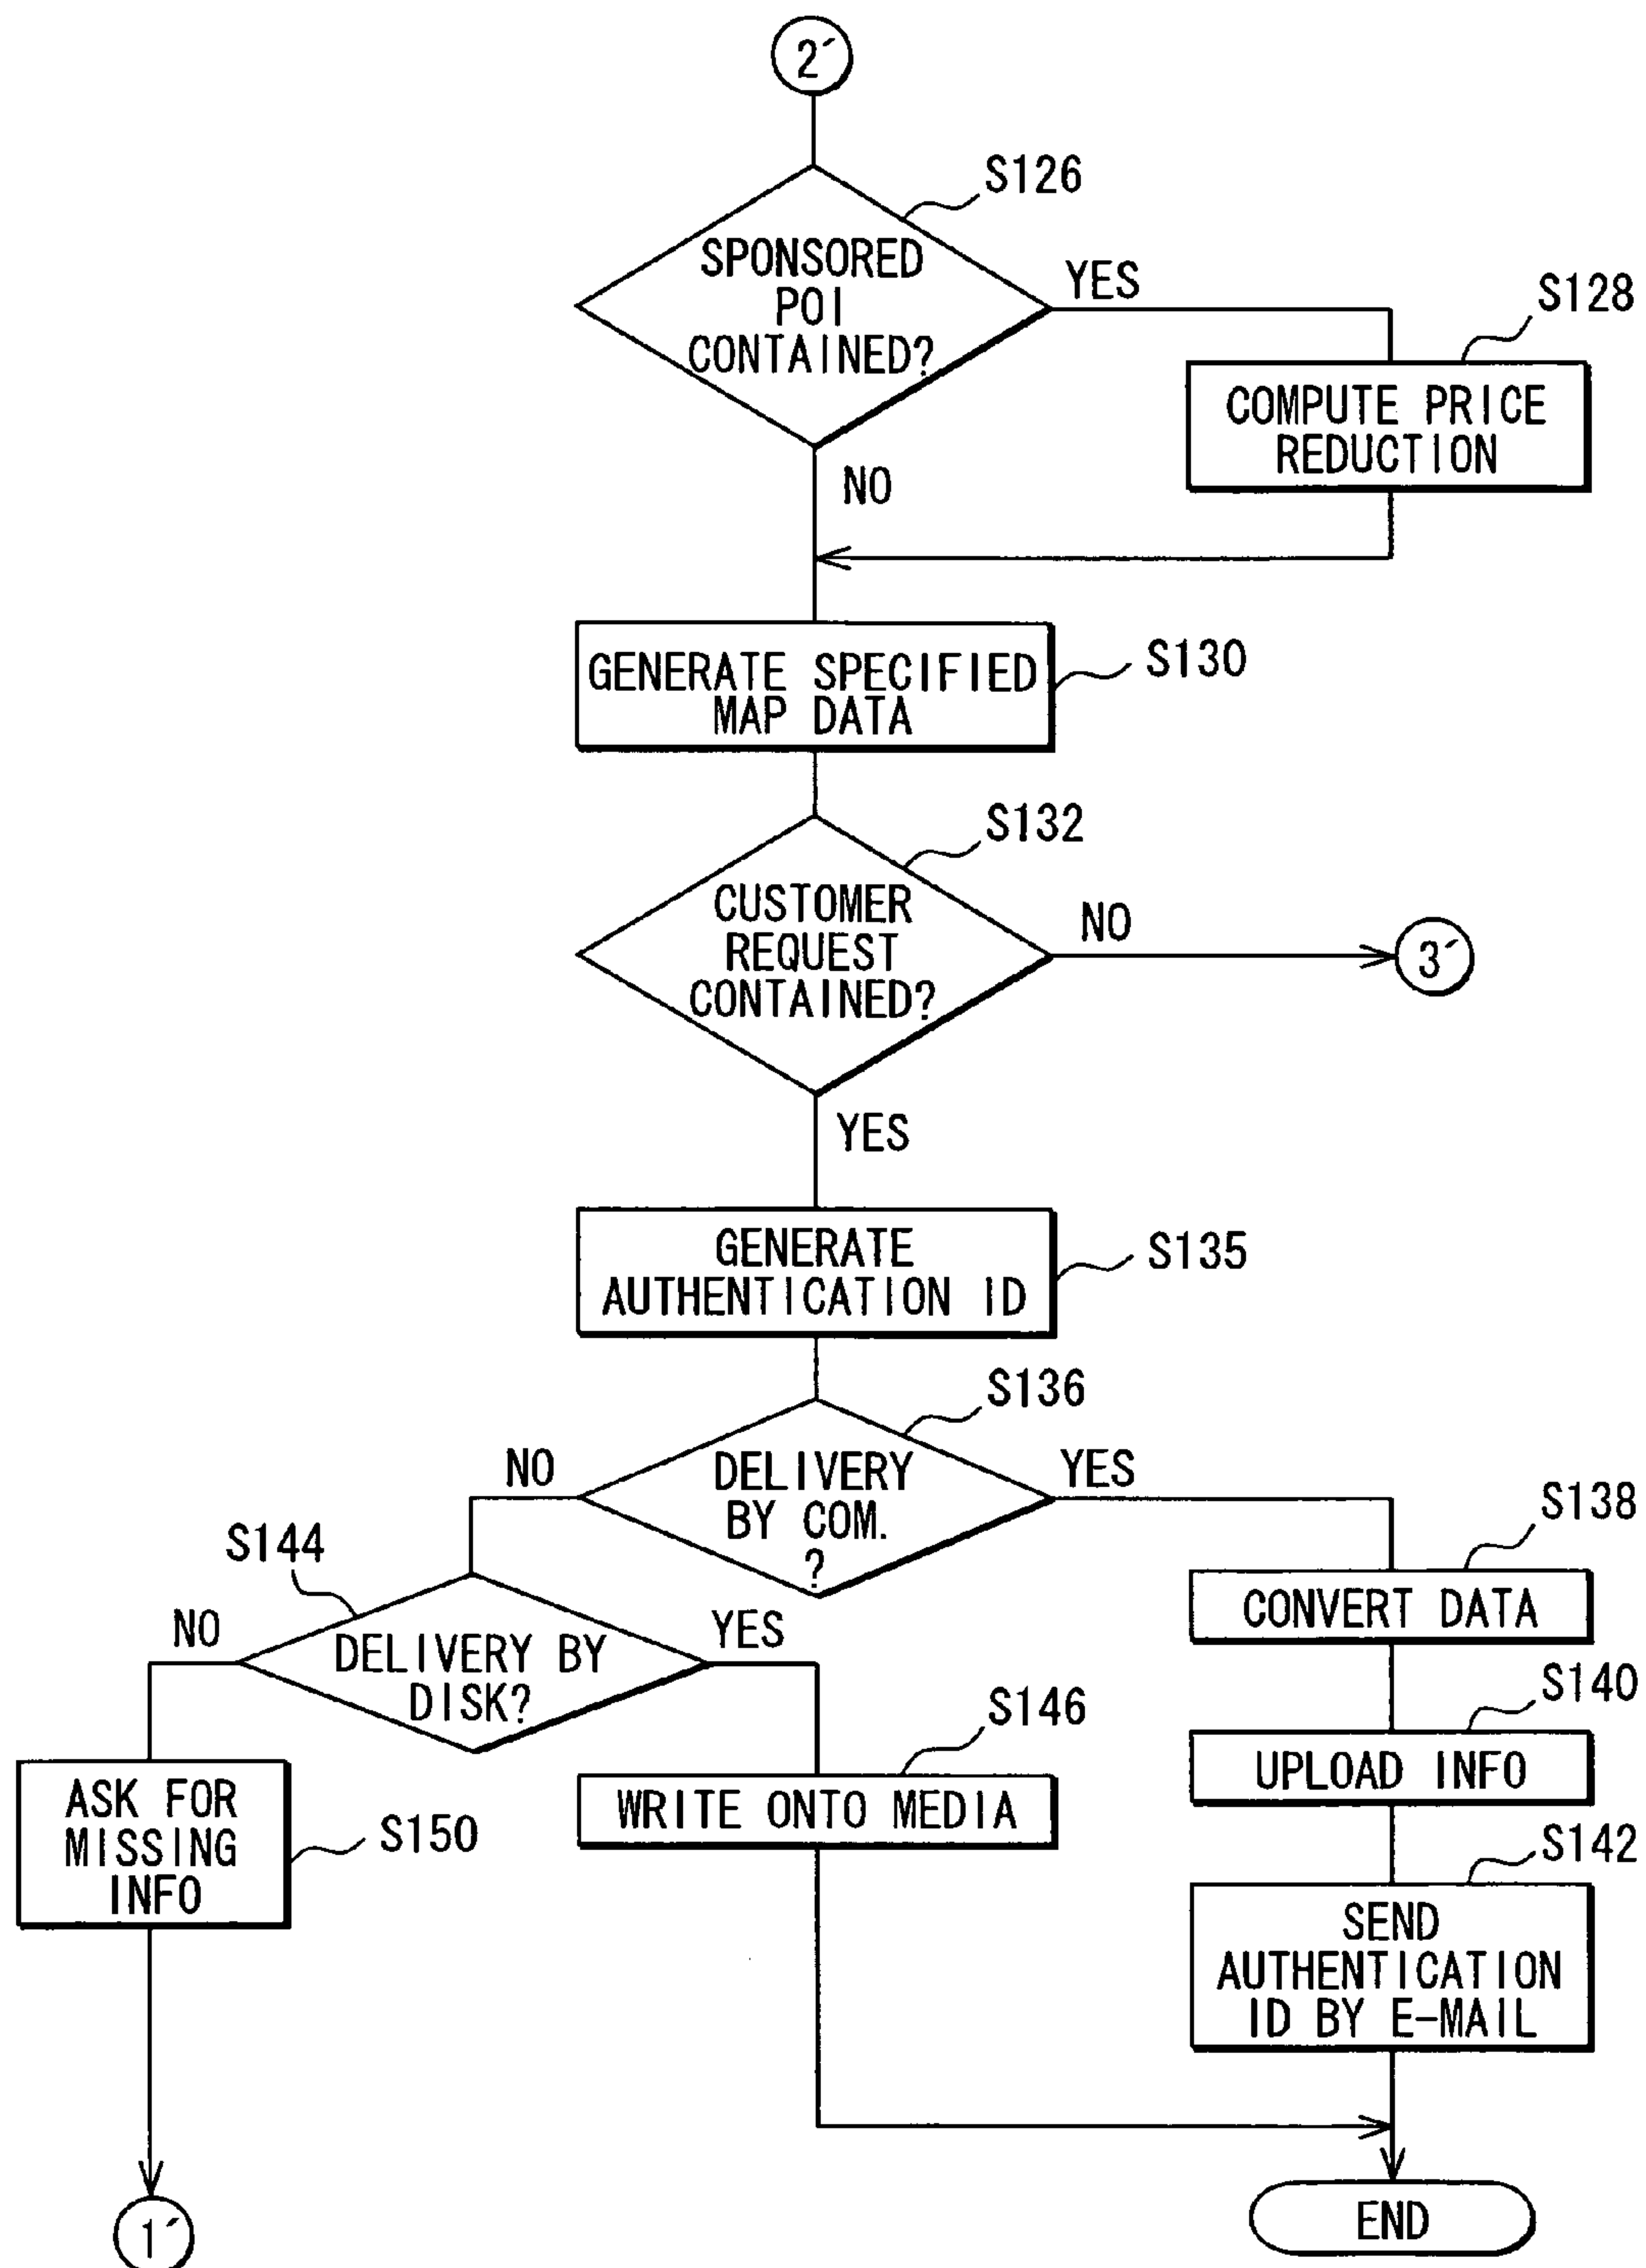 2´
S126
SPONSORED
POI
CONTAINED?
YES
S128
COMPUTE PRICE
REDUCTION
NO
GENERATE SPECIFIED
MAP DATA
S130
S132
CUSTOMER
REQUEST
CONTAINED?
NO
3´
YES
GENERATE
AUTHENTICATION ID
S135
S136
DELIVERY
BY COM.
?
NO
YES
S138
CONVERT DATA
S144
NO
DELIVERY BY
DISK?
YES
S140
UPLOAD INFO
S146
WRITE ONTO MEDIA
ASK FOR
MISSING
INFO
S150
S142
SEND
AUTHENTICATION
ID BY E-MAIL
END
1´